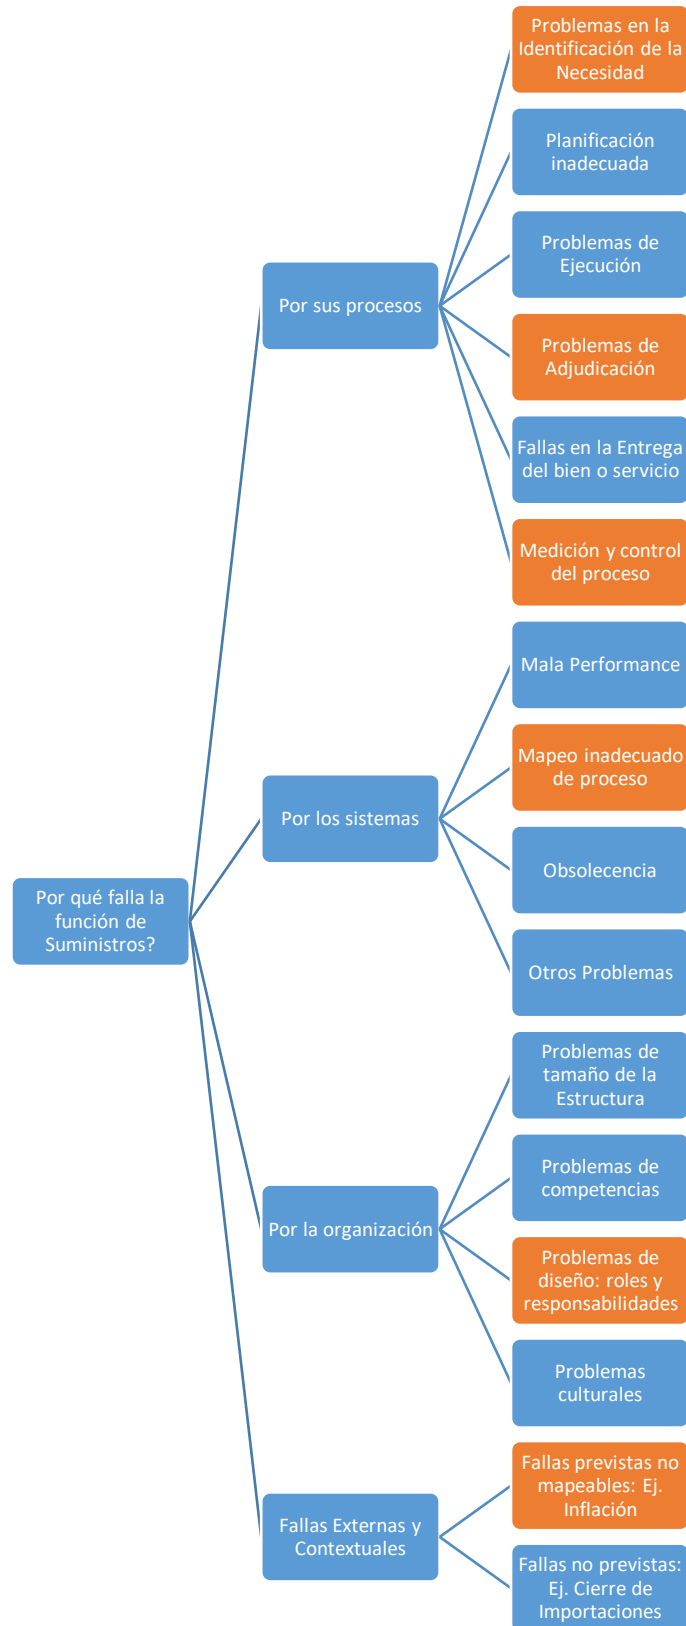 Por qué falla la
función de
Suministros?
Por sus procesos
Problemas en la
Identificación de la
Necesidad
Planificación
inadecuada
Problemas de
Ejecución
Problemas de
Adjudicación
Fallas en la Entrega
del bien o servicio
Medición y control
del proceso
Por los sistemas
Mala Performance
Mapeo inadecuado
de proceso
Obsolecencia
Otros Problemas
Por la organización
Problemas de
tamaño de la
Estructura
Problemas de
competencias
Problemas de
diseño: roles y
responsabilidades
Problemas
culturales
Fallas Externas y
Contextuales
Fallas previstas no
mapeables: Ej.
Inflación
Fallas no previstas:
Ej. Cierre de
Importaciones